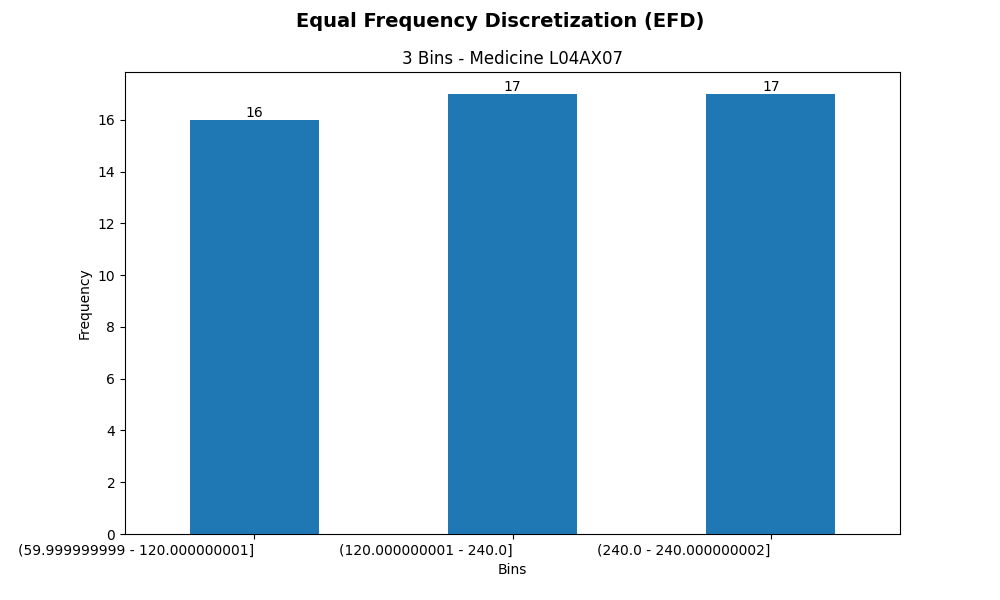 Equal Frequency Discretization (EFD)
3 Bins - Medicine L04AX07
16
17
17
Frequency
16
14
12
10
8
6
4
2
0
(59.999999999 - 120.000000001]
(120.000000001 - 240.0]
(240.0 - 240.000000002]
Bins